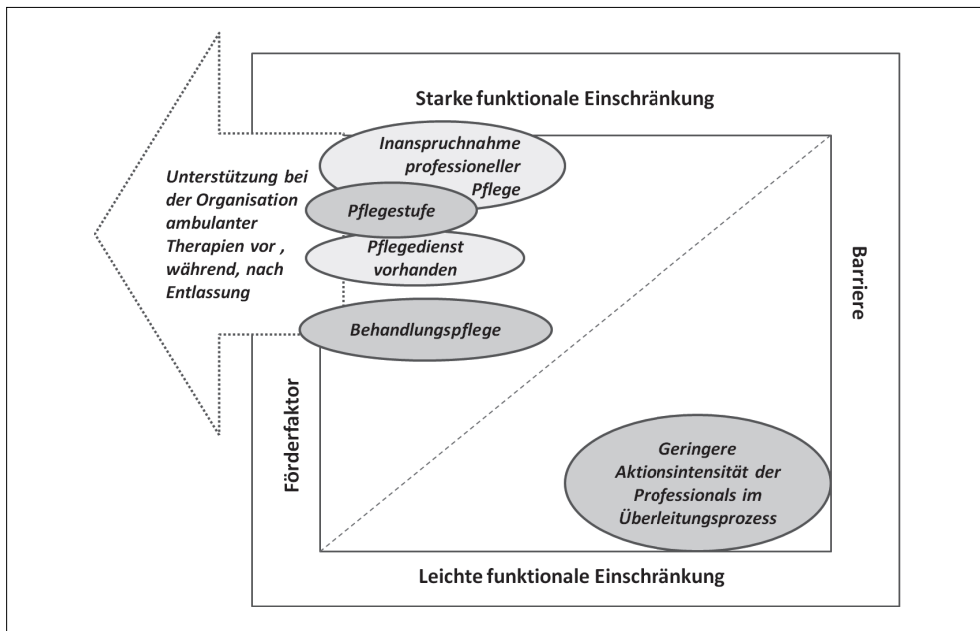 Starke funktionale Einschränkung
Inanspruchnahme
professioneller
Pflege
Unterstützung bei
der Organisation
ambulanter
Therapien vor ,
während, nach
Entlassung
Pflegestufe
Pflegedienst
vorhanden
Behandlungspflege
Barriere
Förderfaktor
Geringere
Aktionsintensität der
Professionals im
Überleitungsprozess
Leichte funktionale Einschränkung